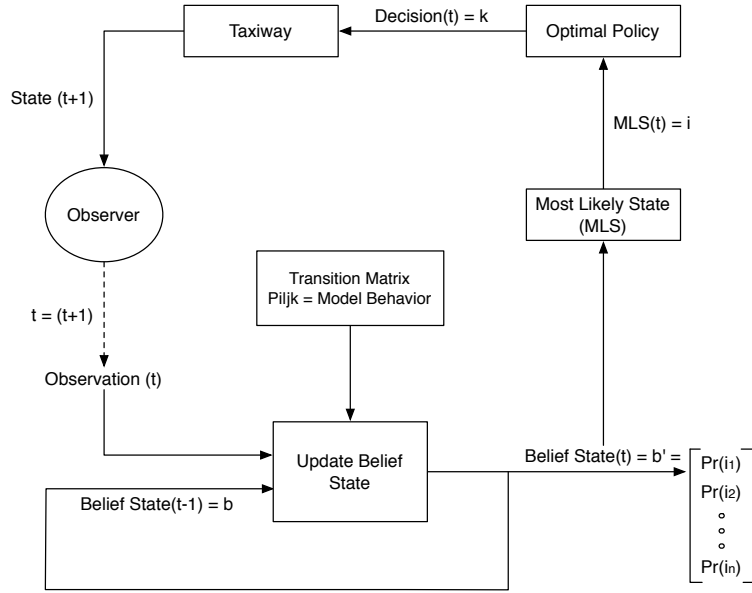 Decision(t) = k
Taxiway
Optimal Policy
State (t+1)
MLS(t) = i
Observer
Most Likely State
(MLS)
Transition Matrix
Piljk = Model Behavior
t = (t+1)
Observation (t)
Update Belief
State
Belief State(t) = b' =
Pr(i1)
Pr(i2)
Pr(in)
Belief State(t-1) = b